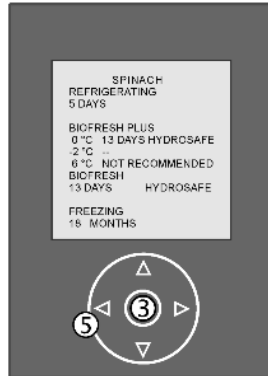 SPINACH
REFRIGERATING
5 DAYS
BIOFRESH PLUS
0 °C 13 DAYS HYDROSAFE
-2 °C --
6 °C NOT RECOMMENDED
BIOFRESH
13 DAYS HYDROSAFE
FREEZING
18 MONTHS
3
5